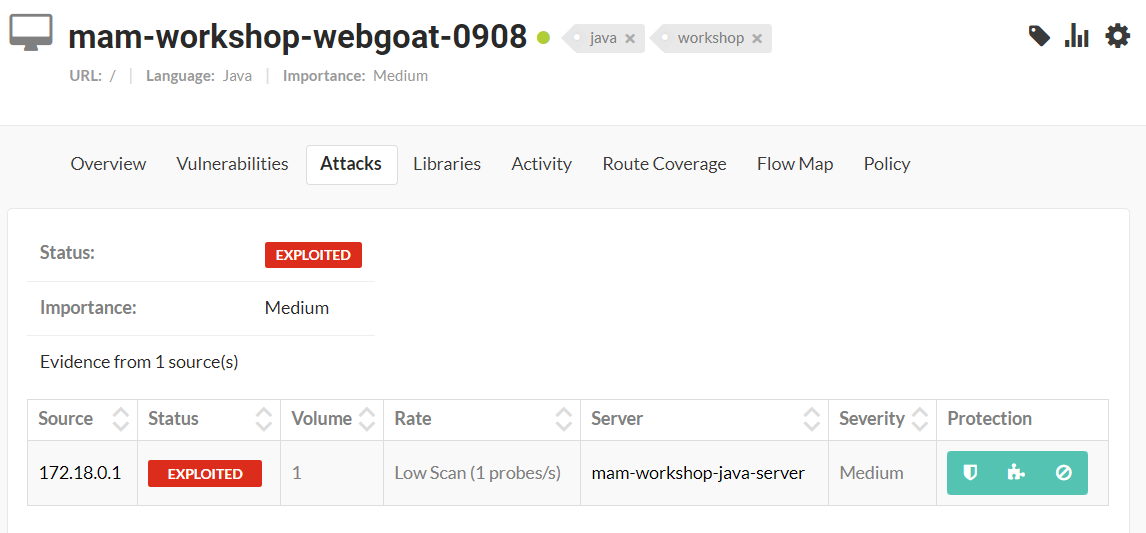 mam-workshop-webgoat-0908 java × workshop ×
URL: / | Language: Java | Importance: Medium
Overview Vulnerabilities Attacks Libraries Activity Route Coverage Flow Map Policy
Status: EXPLOITED
Importance: Medium
Evidence from 1 source(s)
Source Status Volume Rate Server Severity Protection
172.18.0.1 EXPLOITED 1 Low Scan (1 probes/s) mam-workshop-java-server Medium